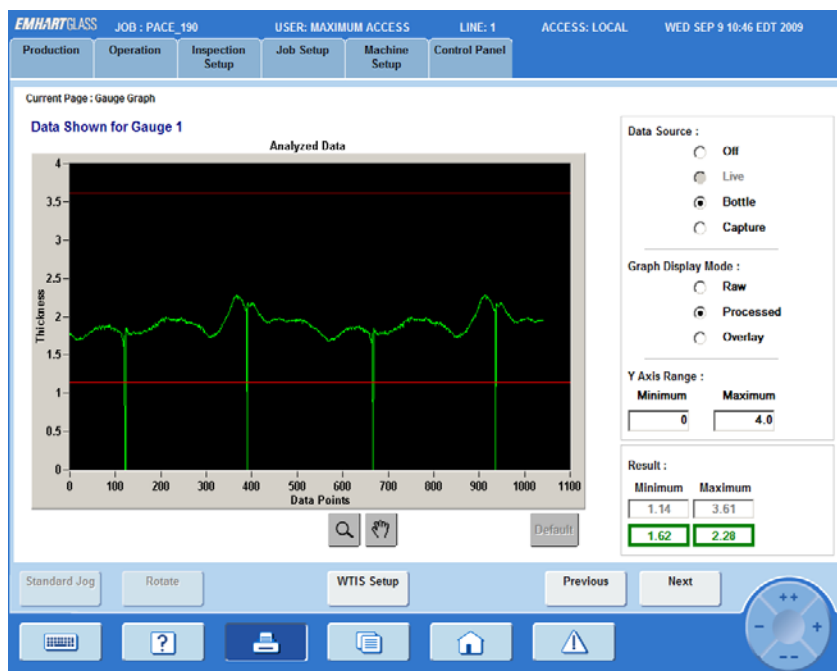 EMHARTGLASS JOB : PACE_190 USER: MAXIMUM ACCESS LINE: 1 ACCESS: LOCAL WED SEP 9 10:46 EDT 2009
Production Operation Inspection Setup Job Setup Machine Setup Control Panel
Current Page : Gauge Graph
Data Shown for Gauge 1
Analyzed Data
Thickness
4
3.5
3
2.5
2
1.5
1
0.5
0
0 100 200 300 400 500 600 700 800 900 1000 1100
Data Points
Default
Data Source :
Off
Live
Bottle
Capture
Graph Display Mode :
Raw
Processed
Overlay
Y Axis Range :
Minimum Maximum
0 4.0
Result :
Minimum Maximum
1.14 3.61
1.62 2.28
Standard Jog Rotate WTIS Setup Previous Next
?
++
- +
--